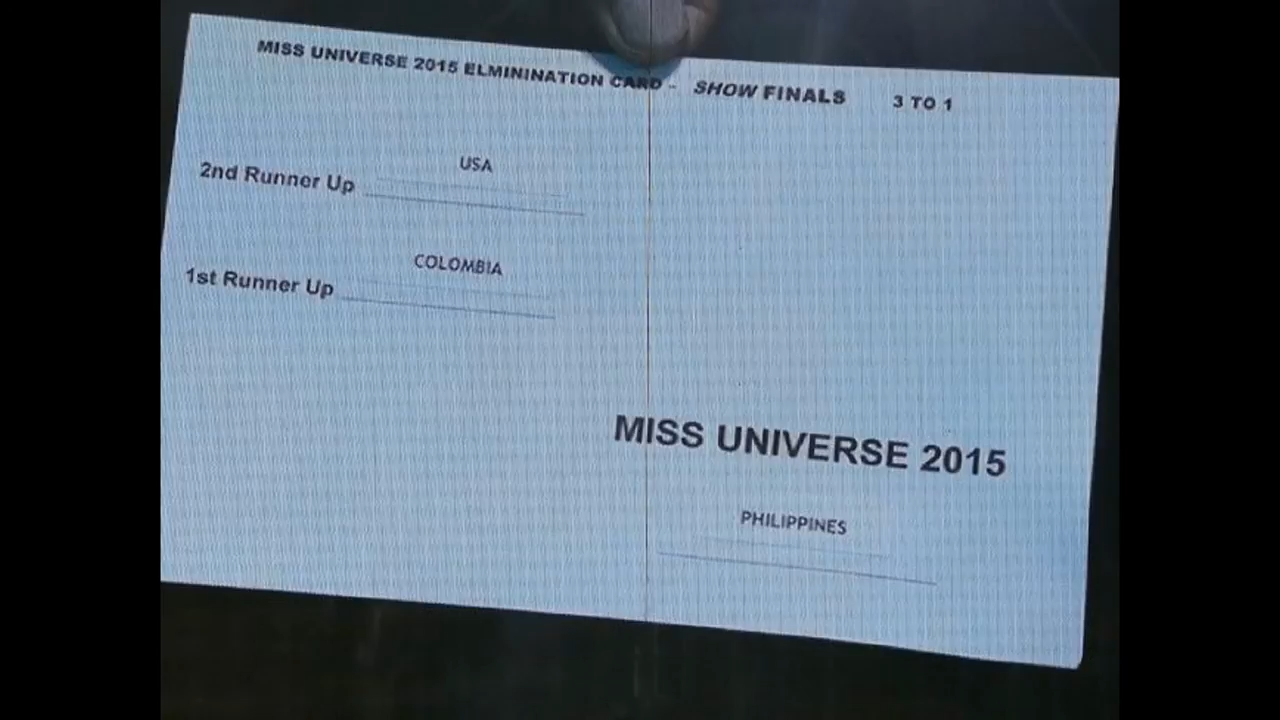 MISS UNIVERSE 2015 ELMININATION CARD - SHOW FINALS 3 TO 1
USA
2nd Runner Up
COLOMBIA
1st Runner Up
MISS UNIVERSE 2015
PHILIPPINES